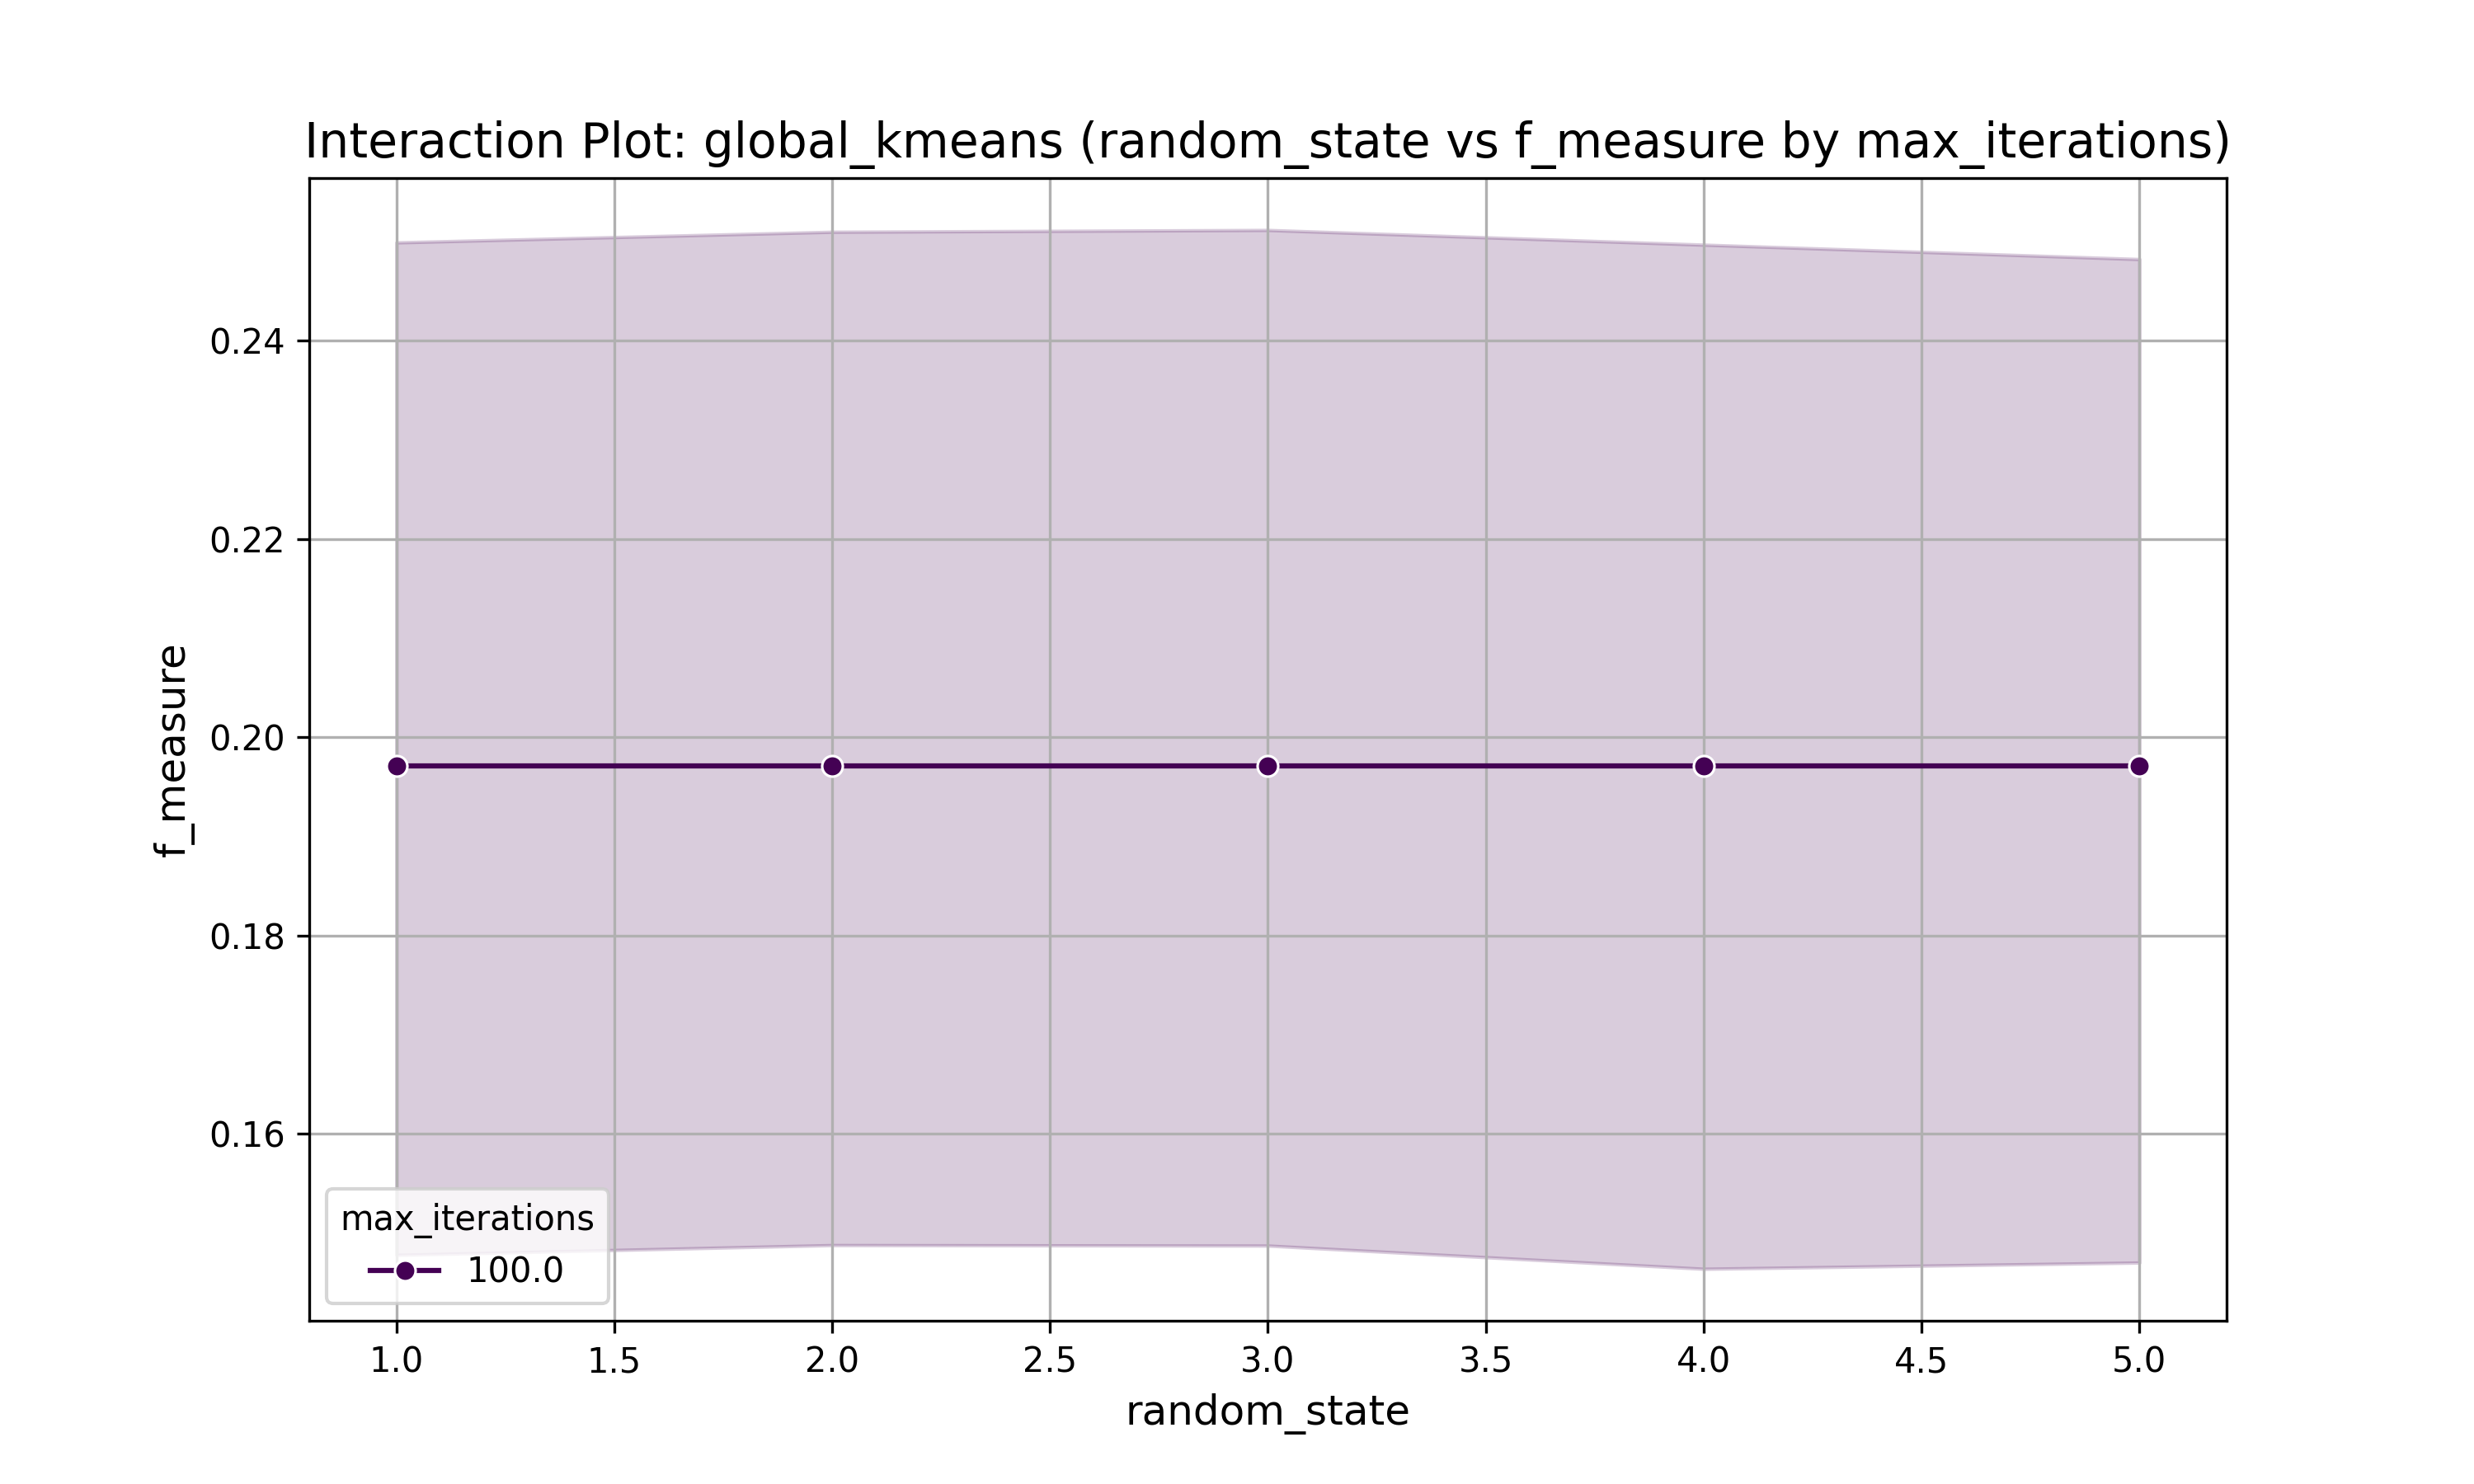 Interaction Plot: global_kmeans (random_state vs f_measure by max_iterations)
f_measure
0.24
0.22
0.20
0.18
0.16
max_iterations
100.0
1.0 1.5 2.0 2.5 3.0 3.5 4.0 4.5 5.0
random_state